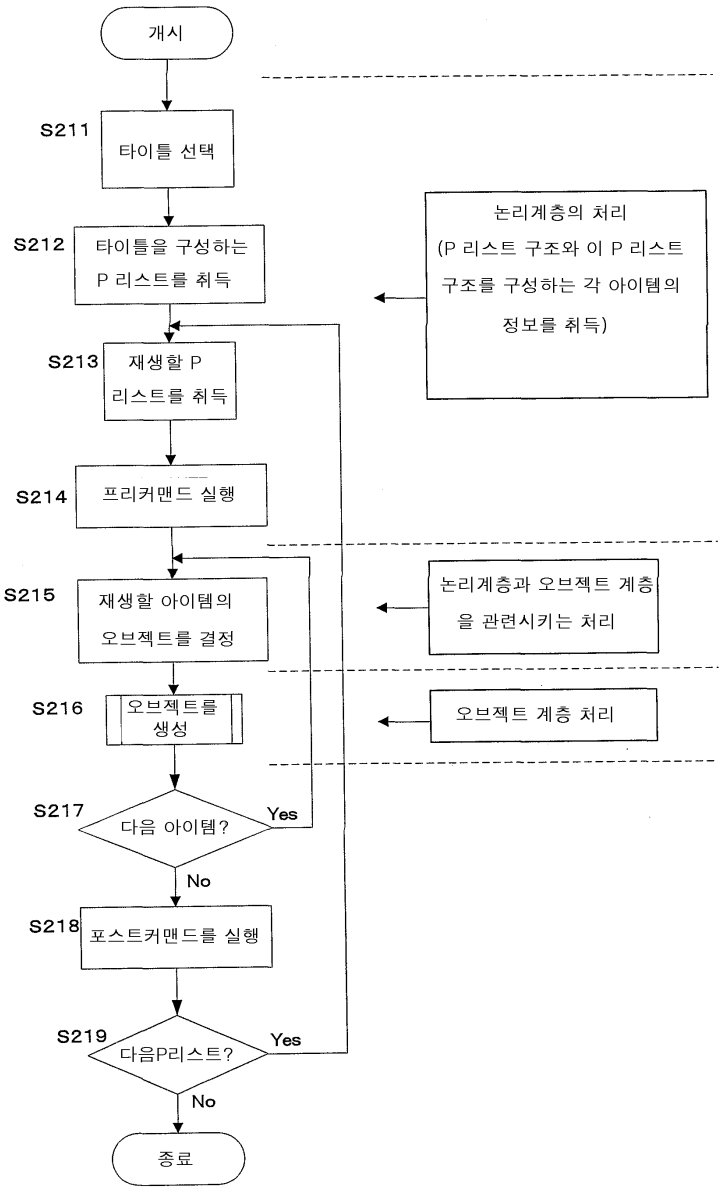 개시
S211
타이틀 선택
S212
타이틀을 구성하는
P 리스트를 취득
논리계층의 처리
(P 리스트 구조와 이 P 리스트
구조를 구성하는 각 아이템의
정보를 취득)
S213
재생할 P
리스트를 취득
S214
프리커맨드 실행
S215
재생할 아이템의
오브젝트를 결정
논리계층과 오브젝트 계층
을 관련시키는 처리
S216
오브젝트를
생성
오브젝트 계층 처리
S217
다음 아이템?
Yes
No
S218
포스트커맨드를 실행
S219
다음P리스트?
Yes
No
종료